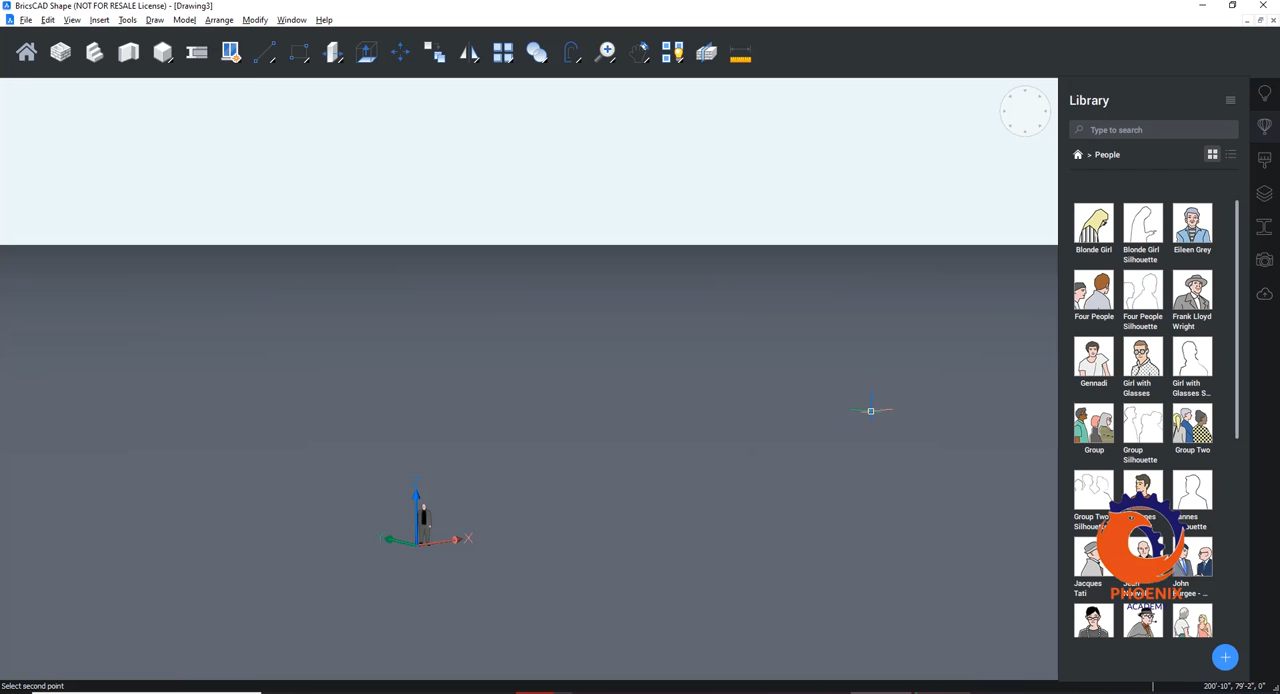 BricsCAD Shape (NOT FOR RESALE License) - [Drawing3]
File Edit View Insert Tools Draw Model Arrange Modify Window Help
Library
Type to search
> People
Blonde Girl
Blonde Girl Silhouette
Eileen Grey
Four People
Four People Silhouette
Frank Lloyd Wright
Gennadi
Girl with Glasses
Girl with Glasses S...
Group
Group Silhouette
Group Two
Group Two
Jacques Tati
John
PHOENIX
X
Select second point
200'-10", 79'-2", 0"